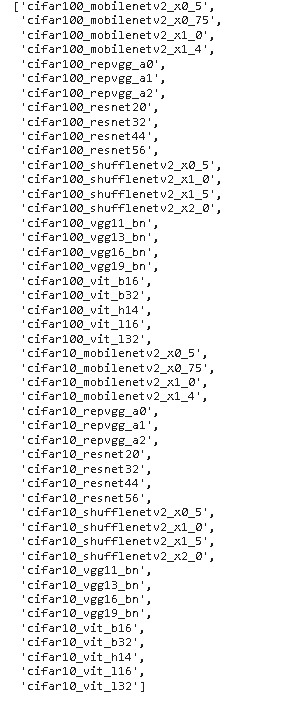 ['cifar100_mobilenetv2_x0_5',
'cifar100_mobilenetv2_x0_75',
'cifar100_mobilenetv2_x1_0',
'cifar100_mobilenetv2_x1_4',
'cifar100_repvgg_a0',
'cifar100_repvgg_a1',
'cifar100_repvgg_a2',
'cifar100_resnet20',
'cifar100_resnet32',
'cifar100_resnet44',
'cifar100_resnet56',
'cifar100_shufflenetv2_x0_5',
'cifar100_shufflenetv2_x1_0',
'cifar100_shufflenetv2_x1_5',
'cifar100_shufflenetv2_x2_0',
'cifar100_vgg11_bn',
'cifar100_vgg13_bn',
'cifar100_vgg16_bn',
'cifar100_vgg19_bn',
'cifar100_vit_b16',
'cifar100_vit_b32',
'cifar100_vit_h14',
'cifar100_vit_l16',
'cifar100_vit_l32',
'cifar10_mobilenetv2_x0_5',
'cifar10_mobilenetv2_x0_75',
'cifar10_mobilenetv2_x1_0',
'cifar10_mobilenetv2_x1_4',
'cifar10_repvgg_a0',
'cifar10_repvgg_a1',
'cifar10_repvgg_a2',
'cifar10_resnet20',
'cifar10_resnet32',
'cifar10_resnet44',
'cifar10_resnet56',
'cifar10_shufflenetv2_x0_5',
'cifar10_shufflenetv2_x1_0',
'cifar10_shufflenetv2_x1_5',
'cifar10_shufflenetv2_x2_0',
'cifar10_vgg11_bn',
'cifar10_vgg13_bn',
'cifar10_vgg16_bn',
'cifar10_vgg19_bn',
'cifar10_vit_b16',
'cifar10_vit_b32',
'cifar10_vit_h14',
'cifar10_vit_l16',
'cifar10_vit_l32']